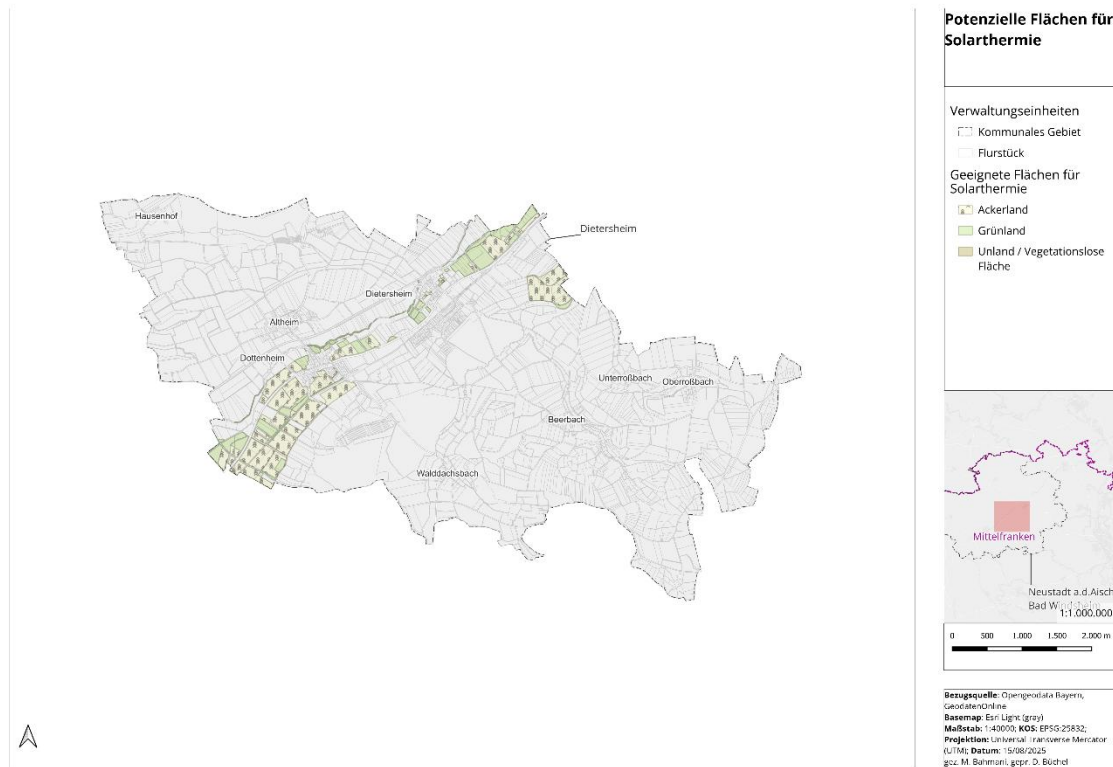 Potenzielle Flächen für
Solarthermie
Verwaltungseinheiten
Kommunales Gebiet
Flurstück
Geeignete Flächen für
Solarthermie
Ackerland
Grünland
Unland / Vegetationslose
Fläche
Hausenhof
Dietersheim
Dietersheim
Altheim
Dottenheim
Unterroßbach
Oberroßbach
Beerbach
Walddachsbach
Mittelfranken
Neustadt a.d.Aisch
Bad Windsheim
1:1.000.000
0 500 1.000 1.500 2.000 m
Bezugsquelle: Opengeodata Bayern,
GeodatenOnline
Basemap: Esri Light (gray)
Maßstab: 1:40000; KOS: EPSG:25832;
Projektion: Universal Transverse Mercator
(UTM); Datum: 15/08/2025
gez. M. Bahmani, gepr. D. Büchel